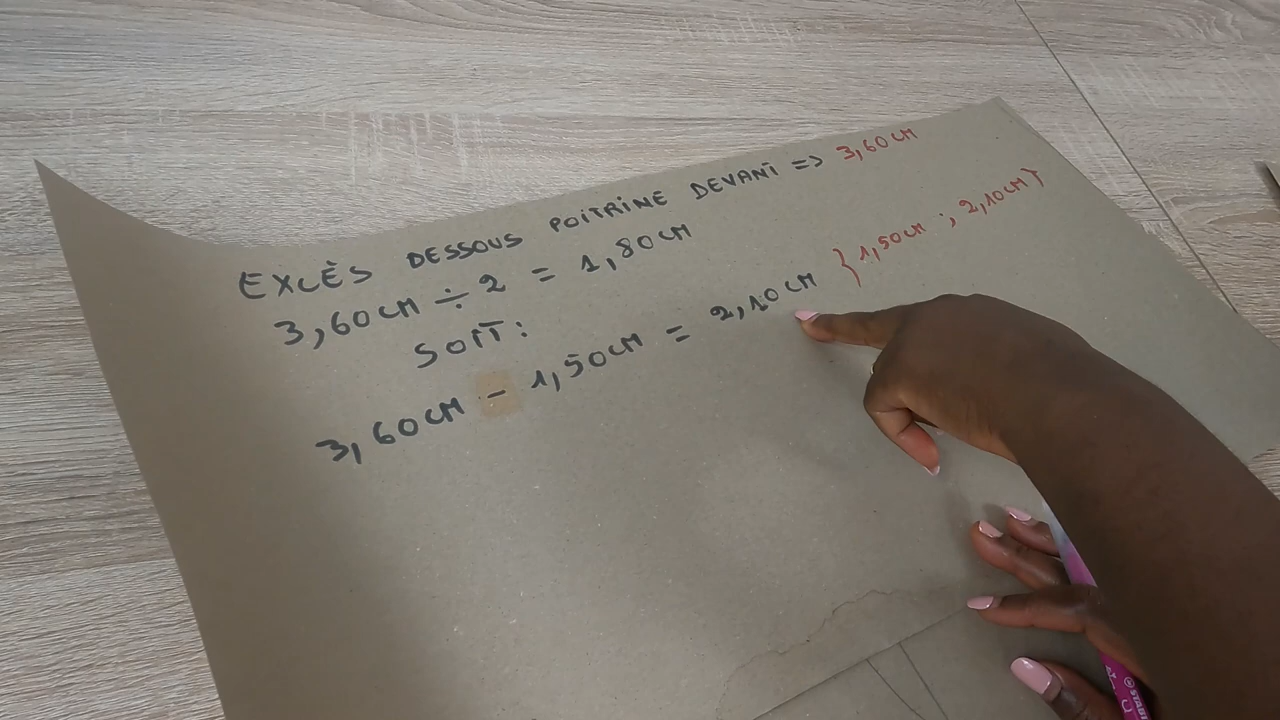 EXCÈS DESSOUS POITRINE DEVANT => 3,60CM
3,60CM ÷ 2 = 1,80CM
SOIT:
3,60CM - 1,50CM = 2,10CM } 1,50CM ; 2,10CM }